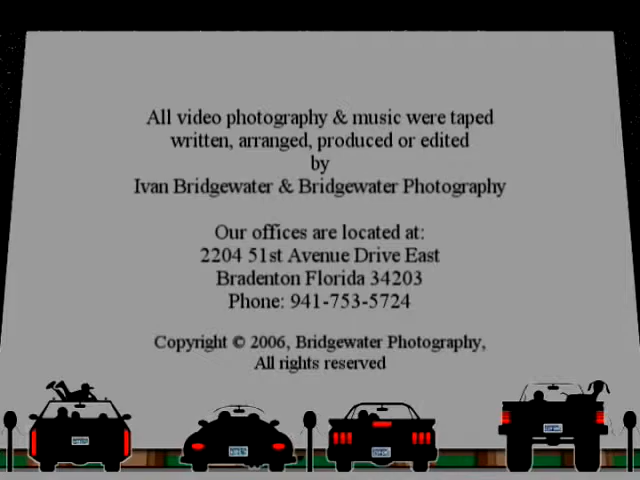 All video photography & music were taped
written, arranged, produced or edited
by
Ivan Bridgewater & Bridgewater Photography
Our offices are located at:
2204 51st Avenue Drive East
Bradenton Florida 34203
Phone: 941-753-5724
Copyright © 2006, Bridgewater Photography,
All rights reserved